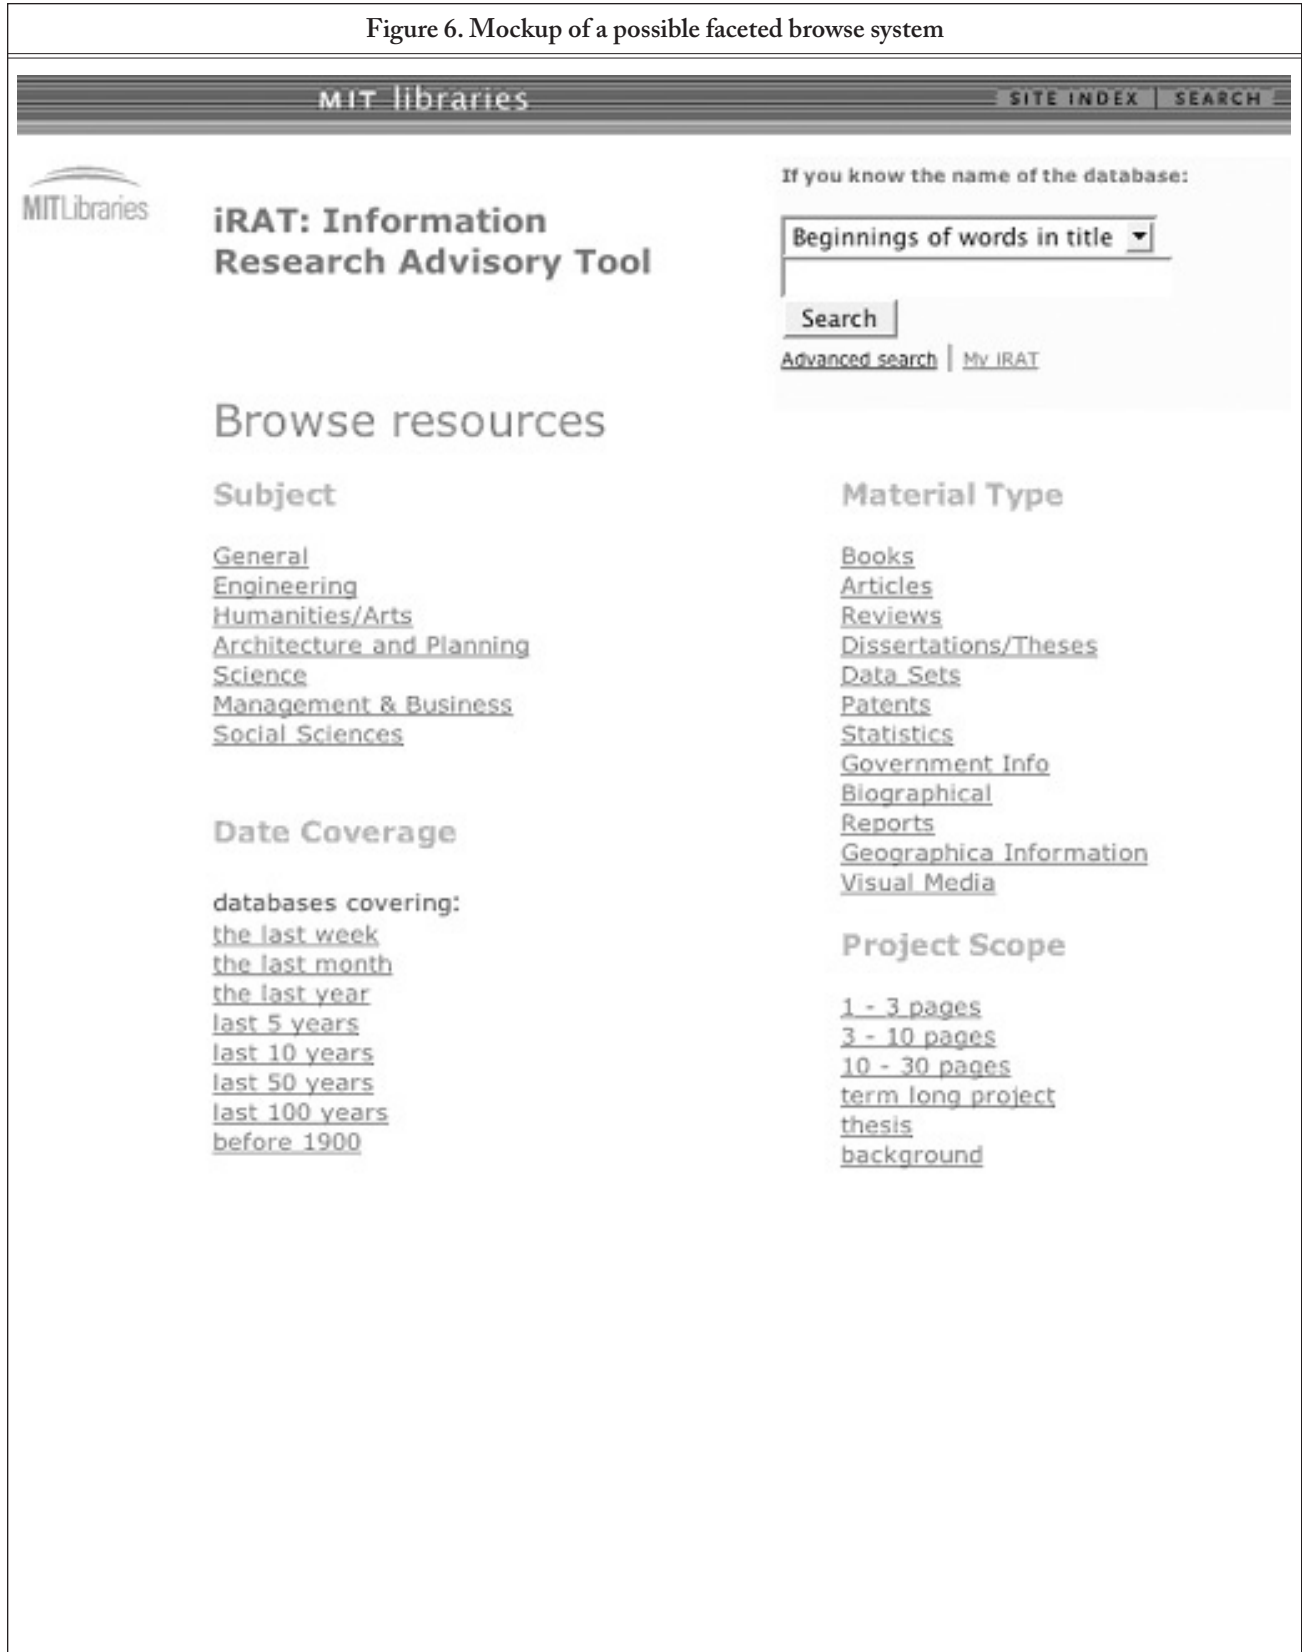 Figure 6. Mockup of a possible faceted browse system
MIT libraries
SITE INDEX | SEARCH
MITLibraries
iRAT: Information
Research Advisory Tool
If you know the name of the database:
Beginnings of words in title
Search
Advanced search | My iRAT
Browse resources
Subject
General
Engineering
Humanities/Arts
Architecture and Planning
Science
Management & Business
Social Sciences
Date Coverage
databases covering:
the last week
the last month
the last year
last 5 years
last 10 years
last 50 years
last 100 years
before 1900
Material Type
Books
Articles
Reviews
Dissertations/Theses
Data Sets
Patents
Statistics
Government Info
Biographical
Reports
Geographica Information
Visual Media
Project Scope
1 - 3 pages
3 - 10 pages
10 - 30 pages
term long project
thesis
background